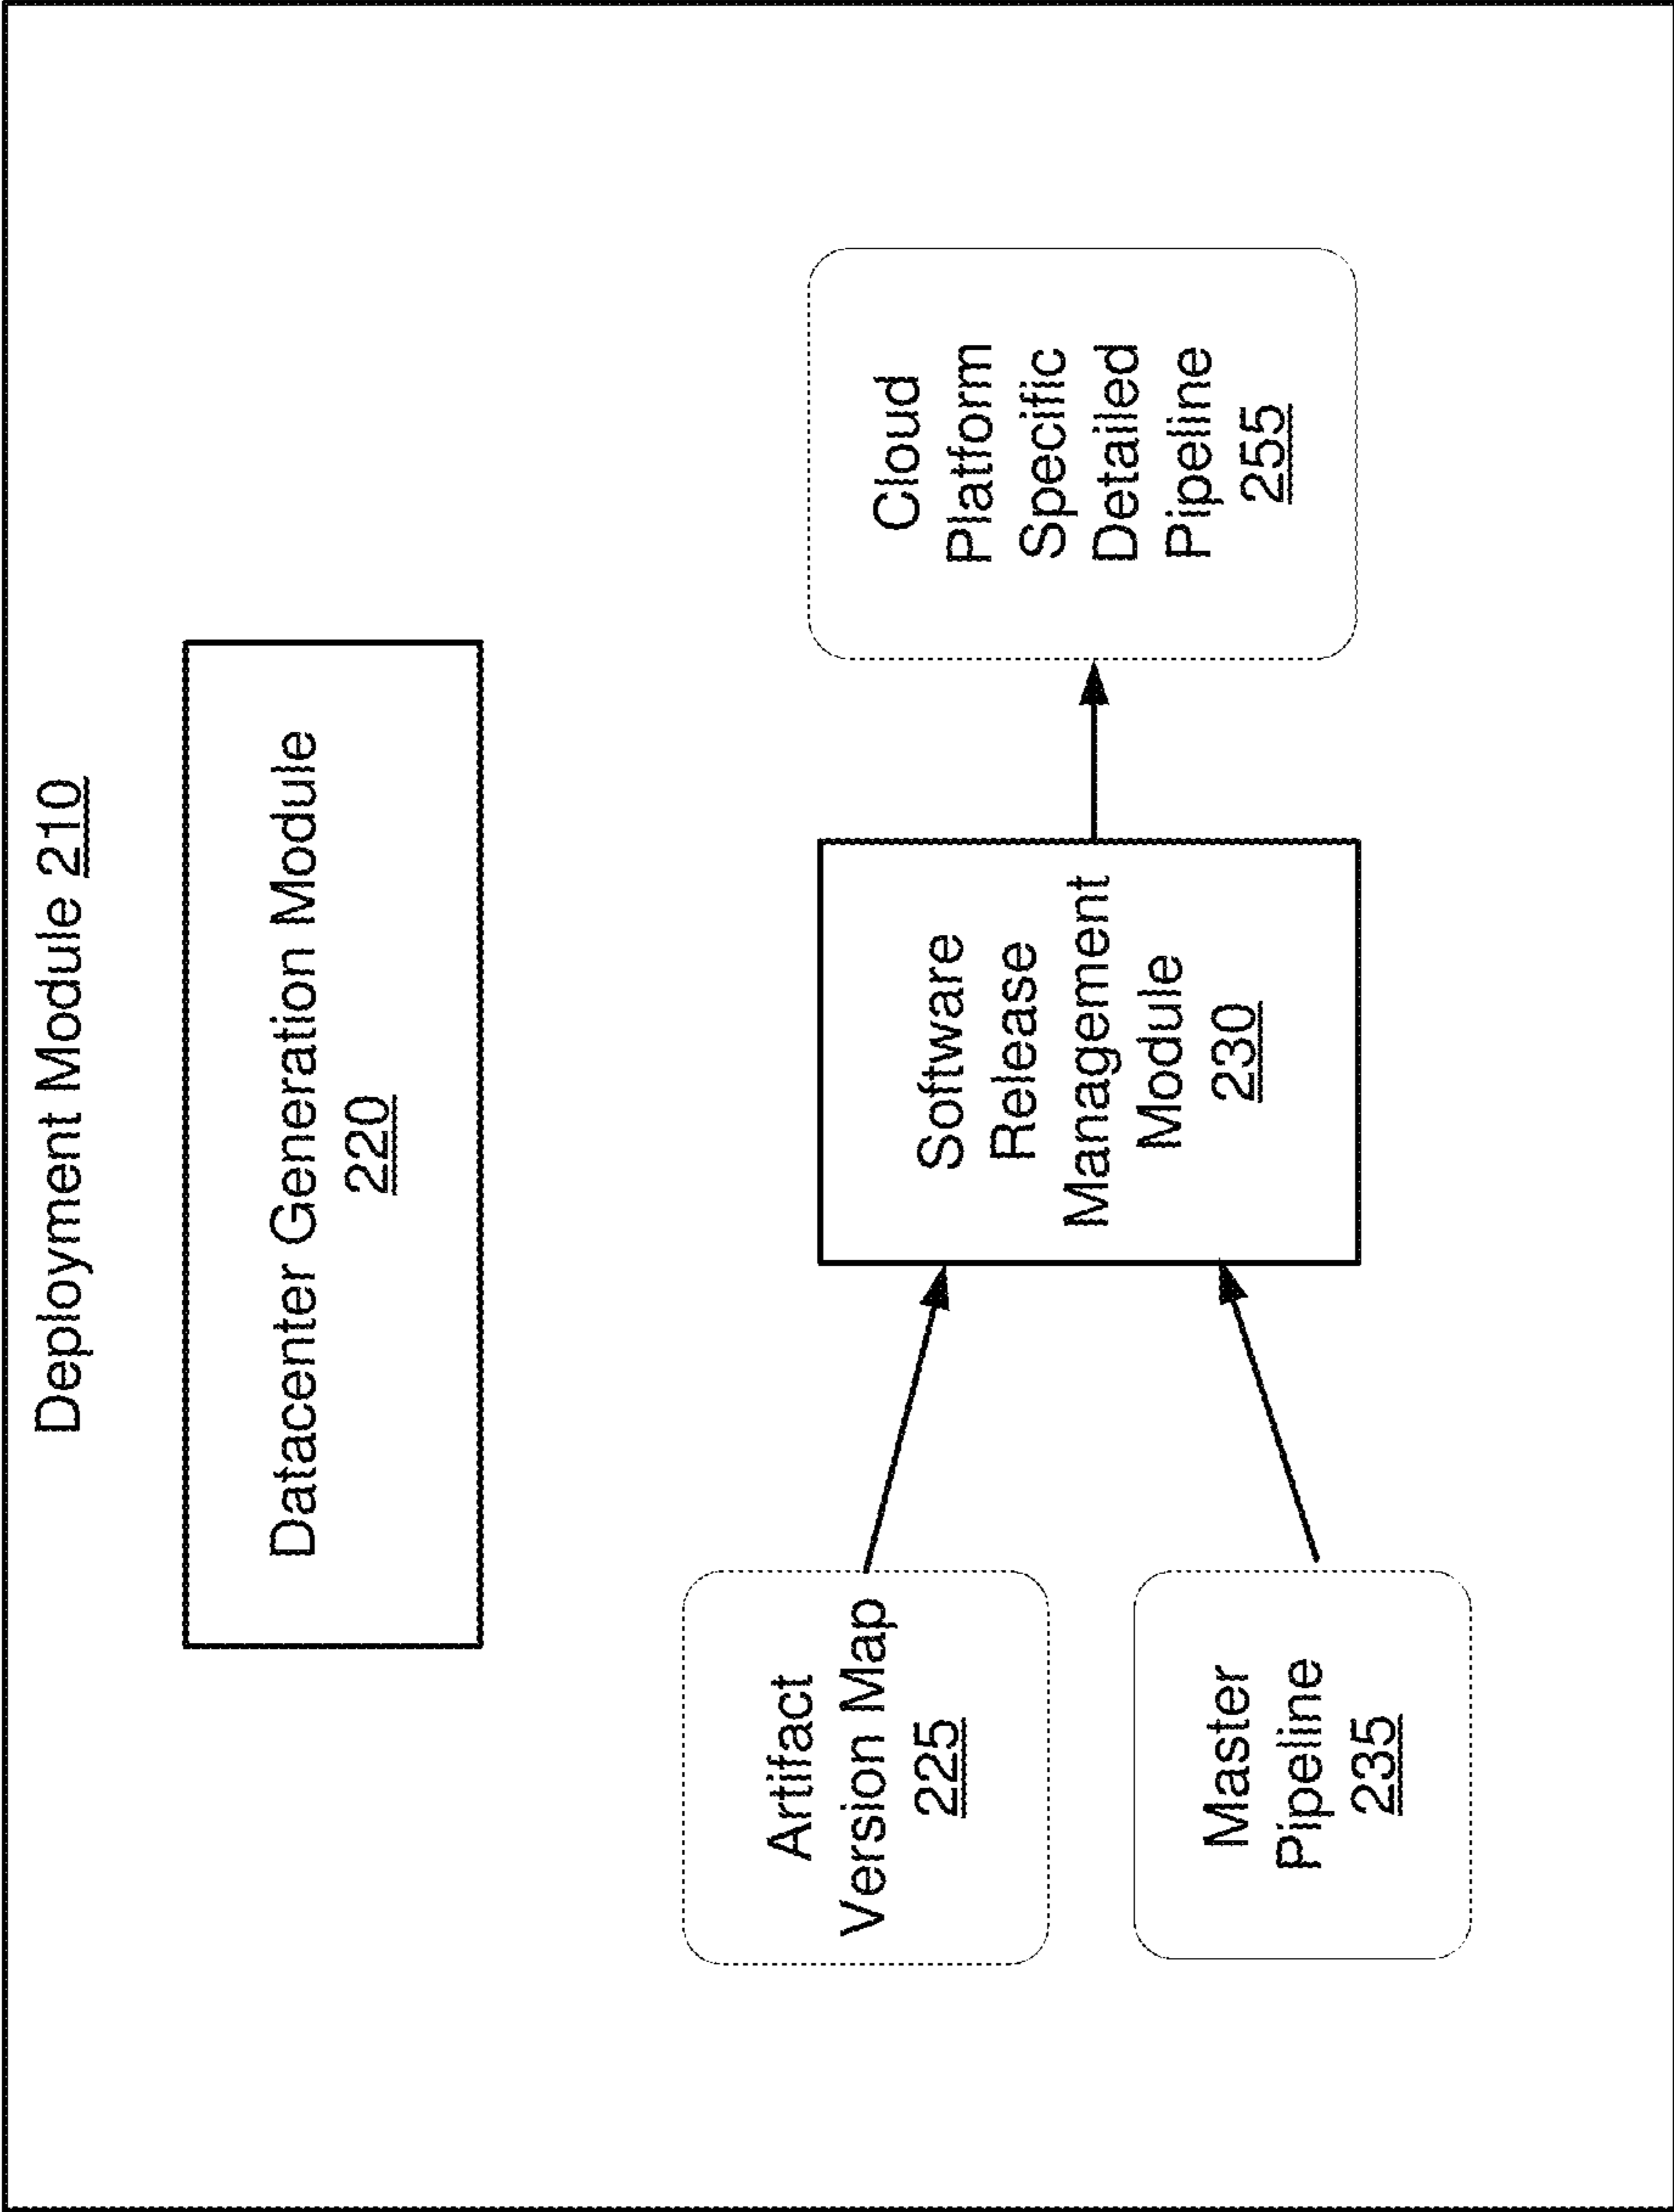 Deployment Module 210
Datacenter Generation Module
220
Artifact
Version Map
225
Master
Pipeline
235
Software
Release
Management
Module
230
Cloud
Platform
Specific
Detailed
Pipeline
255